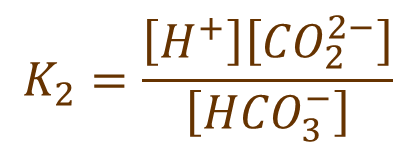 K₂ = [H⁺][CO₂²⁻] / [HCO₃⁻]